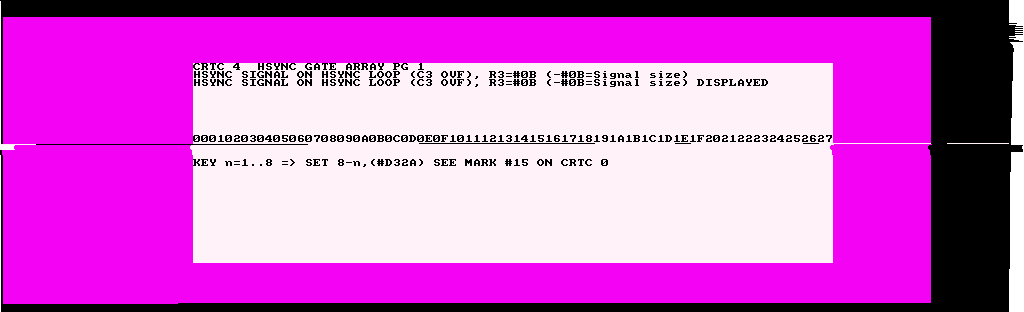 CRTC 4  HSYNC GATE ARRAY PG 1
HSYNC SIGNAL ON HSYNC LOOP (C3 OVF), R3=#0B (-#0B=Signal size)
HSYNC SIGNAL ON HSYNC LOOP (C3 OVF), R3=#0B (-#0B=Signal size) DISPLAYED
000102030405060708090A0B0C0D0E0F101112131415161718191A1B1C1D1E1F2021222324252627
KEY n=1..8 => SET 8-n,(#D32A) SEE MARK #15 ON CRTC 0